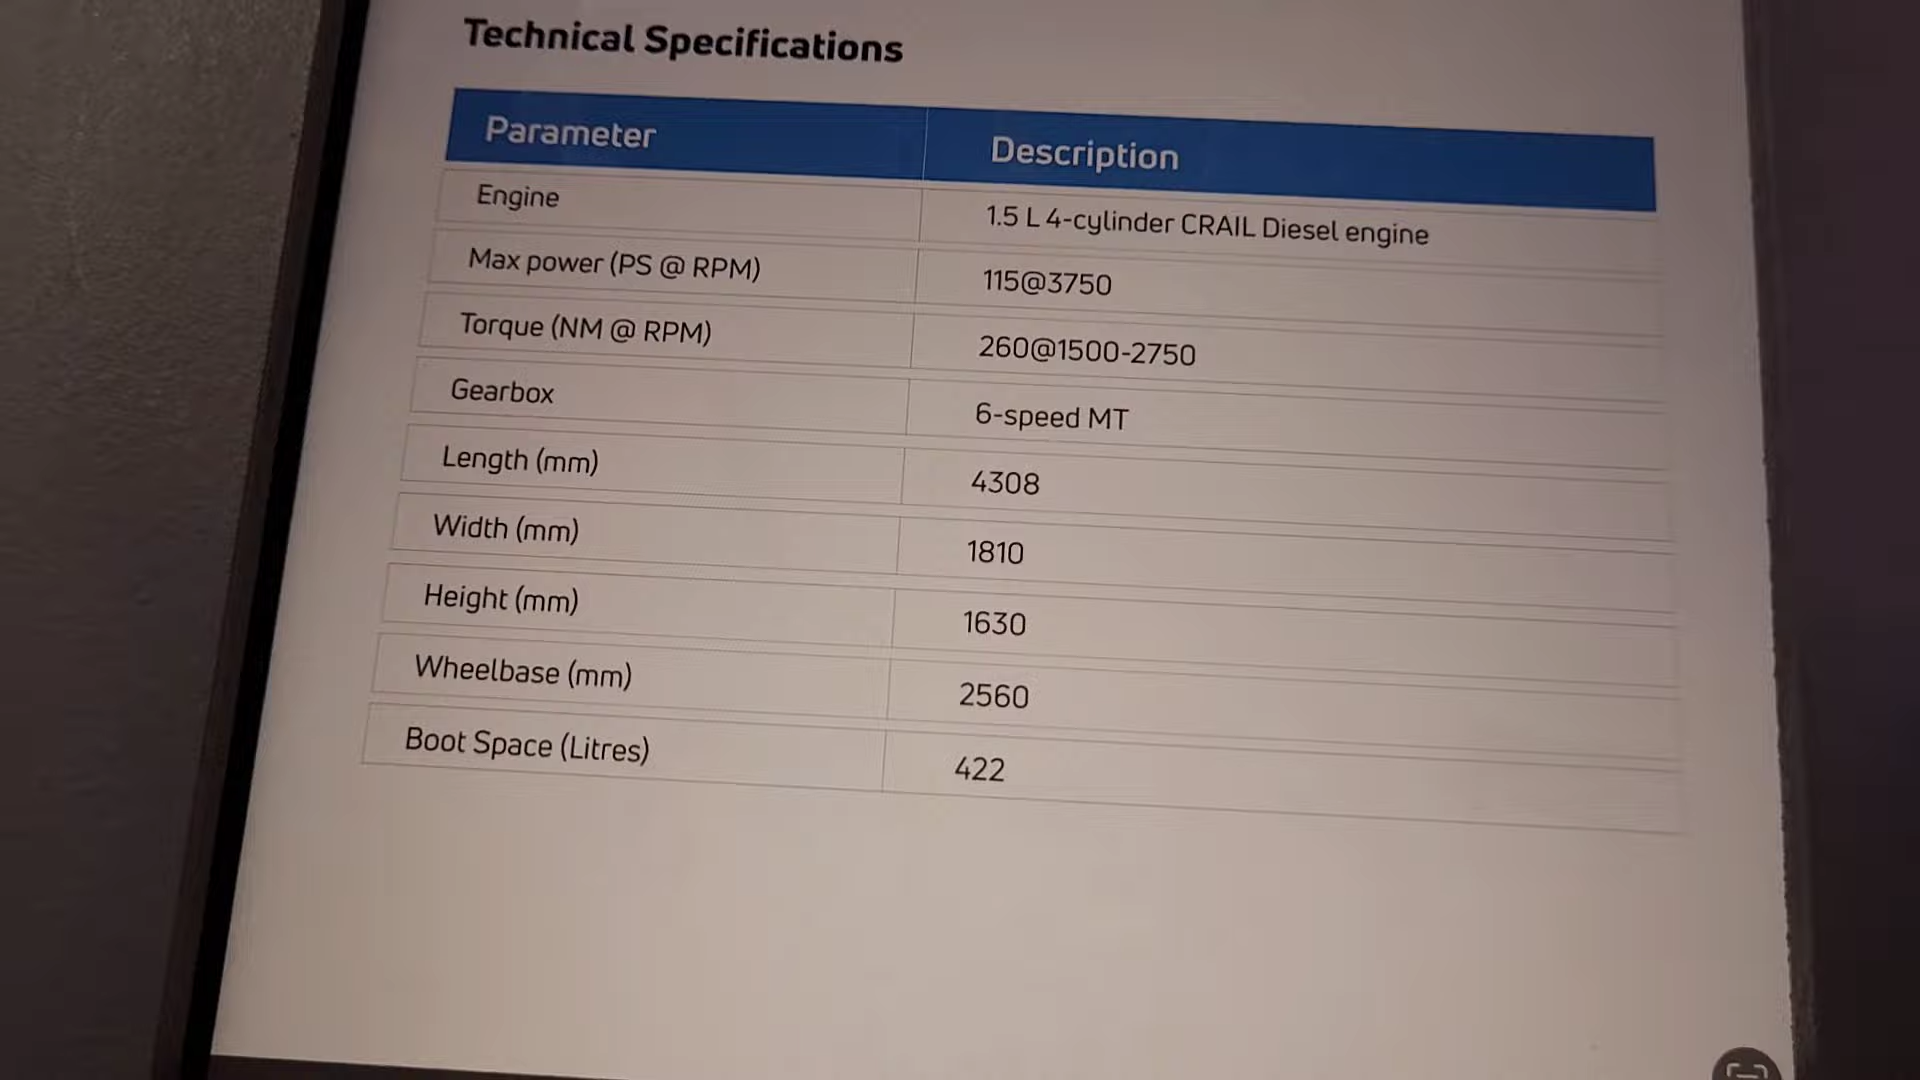 Technical Specifications
Parameter Description
Engine 1.5 L 4-cylinder CRAIL Diesel engine
Max power (PS @ RPM) 115@3750
Torque (NM @ RPM) 260@1500-2750
Gearbox 6-speed MT
Length (mm) 4308
Width (mm) 1810
Height (mm) 1630
Wheelbase (mm) 2560
Boot Space (Litres) 422